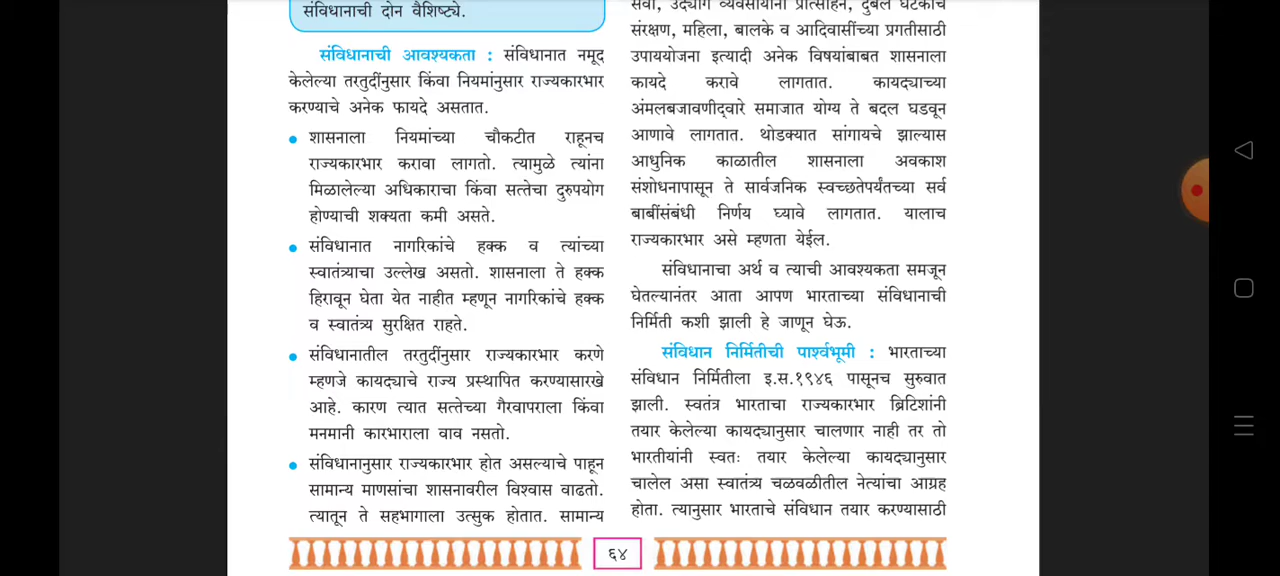 संविधानाची दोन वैशिष्ट्ये.
संविधानाची आवश्यकता : संविधानात नमूद
केलेल्या तरतुदींनुसार किंवा नियमांनुसार राज्यकारभार
करण्याचे अनेक फायदे असतात.
• शासनाला नियमांच्या चौकटीत राहूनच
राज्यकारभार करावा लागतो. त्यामुळे त्यांना
मिळालेल्या अधिकाराचा किंवा सत्तेचा दुरुपयोग
होण्याची शक्यता कमी असते.
• संविधानात नागरिकांचे हक्क व त्यांच्या
स्वातंत्र्याचा उल्लेख असतो. शासनाला ते हक्क
हिरावून घेता येत नाहीत म्हणून नागरिकांचे हक्क
व स्वातंत्र्य सुरक्षित राहते.
• संविधानातील तरतुदींनुसार राज्यकारभार करणे
म्हणजे कायद्याचे राज्य प्रस्थापित करण्यासारखे
आहे. कारण त्यात सत्तेच्या गैरवापराला किंवा
मनमानी कारभाराला वाव नसतो.
• संविधानानुसार राज्यकारभार होत असल्याचे पाहून
सामान्य माणसांचा शासनावरील विश्वास वाढतो.
त्यातून ते सहभागाला उत्सुक होतात. सामान्य
सेवा, उद्योग व्यवसायांना प्रोत्साहन, दुर्बल घटकांचे
संरक्षण, महिला, बालके व आदिवासींच्या प्रगतीसाठी
उपाययोजना इत्यादी अनेक विषयांबाबत शासनाला
कायदे करावे लागतात. कायद्याच्या
अंमलबजावणीद्वारे समाजात योग्य ते बदल घडवून
आणावे लागतात. थोडक्यात सांगायचे झाल्यास
आधुनिक काळातील शासनाला अवकाश
संशोधनापासून ते सार्वजनिक स्वच्छतेपर्यंतच्या सर्व
बाबींसंबंधी निर्णय घ्यावे लागतात. यालाच
राज्यकारभार असे म्हणता येईल.
संविधानाचा अर्थ व त्याची आवश्यकता समजून
घेतल्यानंतर आता आपण भारताच्या संविधानाची
निर्मिती कशी झाली हे जाणून घेऊ.
संविधान निर्मितीची पार्श्वभूमी : भारताच्या
संविधान निर्मितीला इ.स.१९४६ पासूनच सुरुवात
झाली. स्वतंत्र भारताचा राज्यकारभार ब्रिटिशांनी
तयार केलेल्या कायद्यानुसार चालणार नाही तर तो
भारतीयांनी स्वतः तयार केलेल्या कायद्यानुसार
चालेल असा स्वातंत्र्य चळवळीतील नेत्यांचा आग्रह
होता. त्यानुसार भारताचे संविधान तयार करण्यासाठी
६४